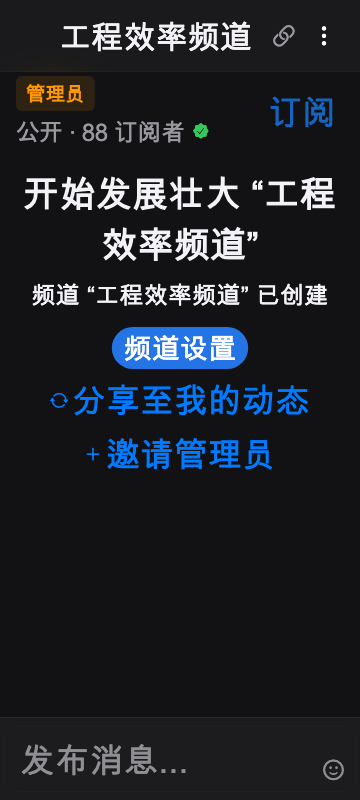 工程效率频道
管理员
公开 · 88 订阅者
订阅
开始发展壮大 “工程
效率频道”
频道 “工程效率频道” 已创建
频道设置
分享至我的动态
+ 邀请管理员
发布消息...